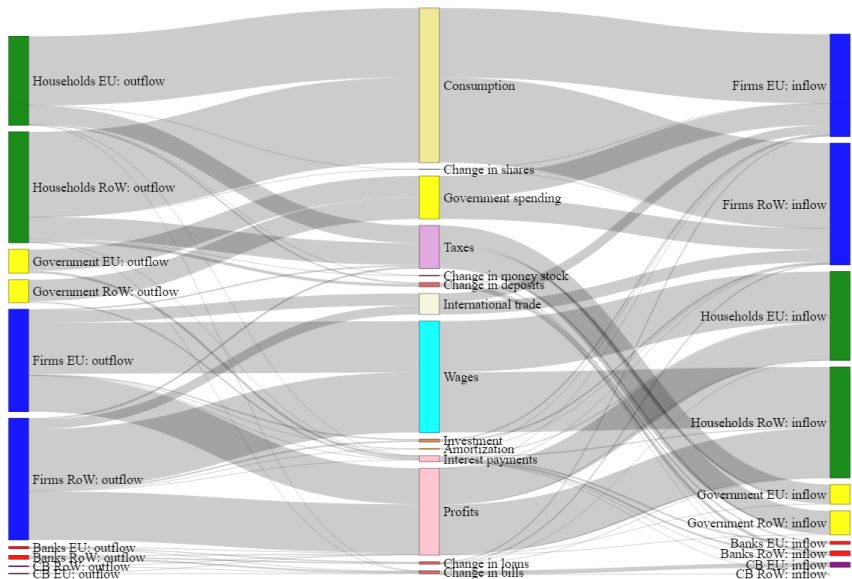 Households EU: outflow
Households RoW: outflow
Government EU: outflow
Government RoW: outflow
Firms EU: outflow
Firms RoW: outflow
Banks EU: outflow
Banks RoW: outflow
CB RoW: outflow
CB EU: outflow
Consumption
Change in shares
Government spending
Taxes
Change in money stock
Change in deposits
International trade
Wages
Investment
Amortization
Interest payments
Profits
Change in loans
Change in bills
Firms EU: inflow
Firms RoW: inflow
Households EU: inflow
Households RoW: inflow
Government EU: inflow
Government RoW: inflow
Banks EU: inflow
Banks RoW: inflow
CB EU: inflow
CB RoW: inflow